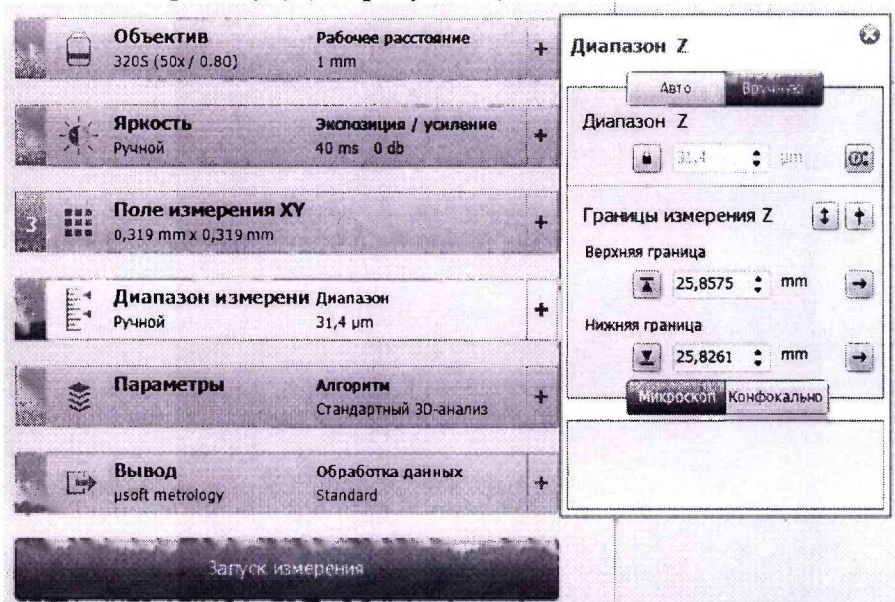 Объектив
Рабочее расстояние
320S (50x / 0.80)
1 mm
Яркость
Экспозиция / усиление
Ручной
40 ms 0 db
3
Поле измерения XY
0,319 mm x 0,319 mm
Диапазон измерени
Диапазон
Ручной
31,4 µm
Параметры
Алгоритм
Стандартный 3D-анализ
Вывод
Обработка данных
µsoft metrology
Standard
Запуск измерения
Диапазон Z
Авто
Вручную
Диапазон Z
31,4
µm
Границы измерения Z
Верхняя граница
25,8575
mm
Нижняя граница
25,8261
mm
Микроскоп
Конфокально